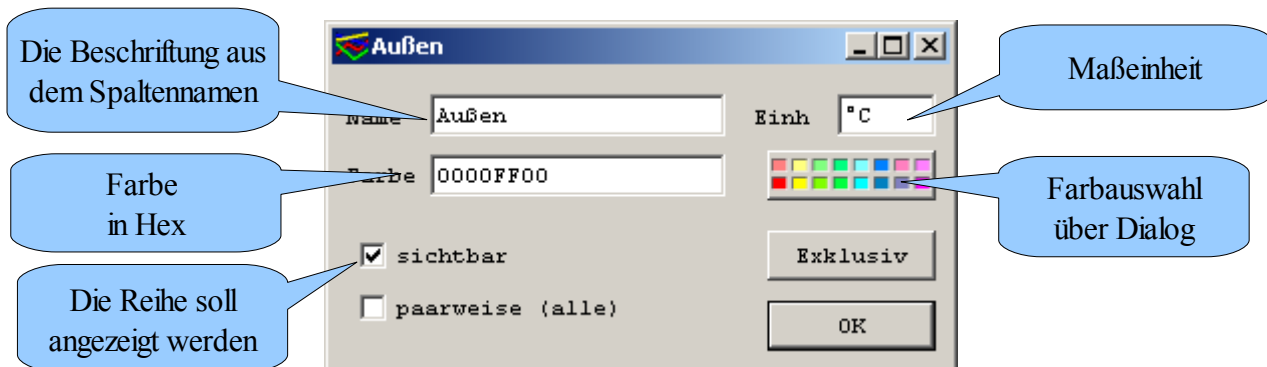 Die Beschriftung aus
dem Spaltennamen
Außen
Maßeinheit
Name
Außen
Einh
°C
Farbe
in Hex
Farbe
0000FF00
Farbauswahl
über Dialog
sichtbar
Exklusiv
Die Reihe soll
angezeigt werden
paarweise (alle)
OK